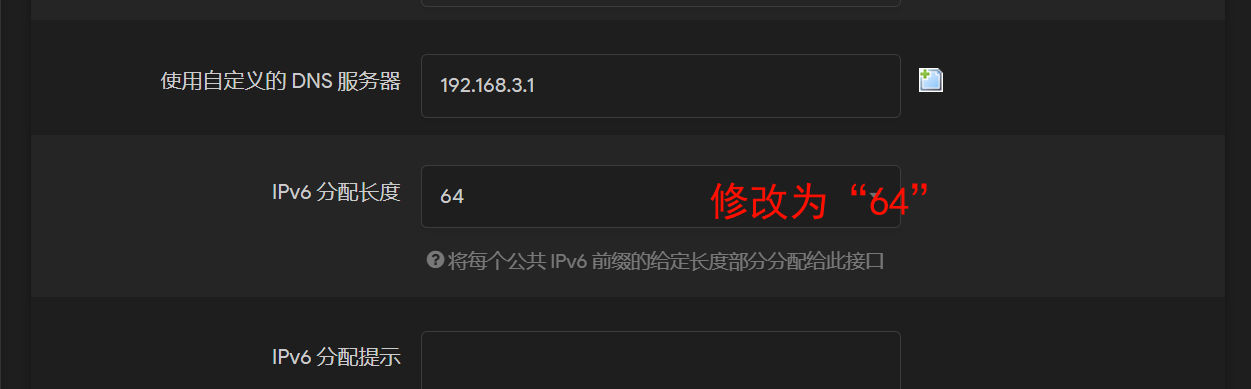 使用自定义的 DNS 服务器
192.168.3.1
IPv6 分配长度
64
修改为“64”
将每个公共 IPv6 前缀的给定长度部分分配给此接口
IPv6 分配提示